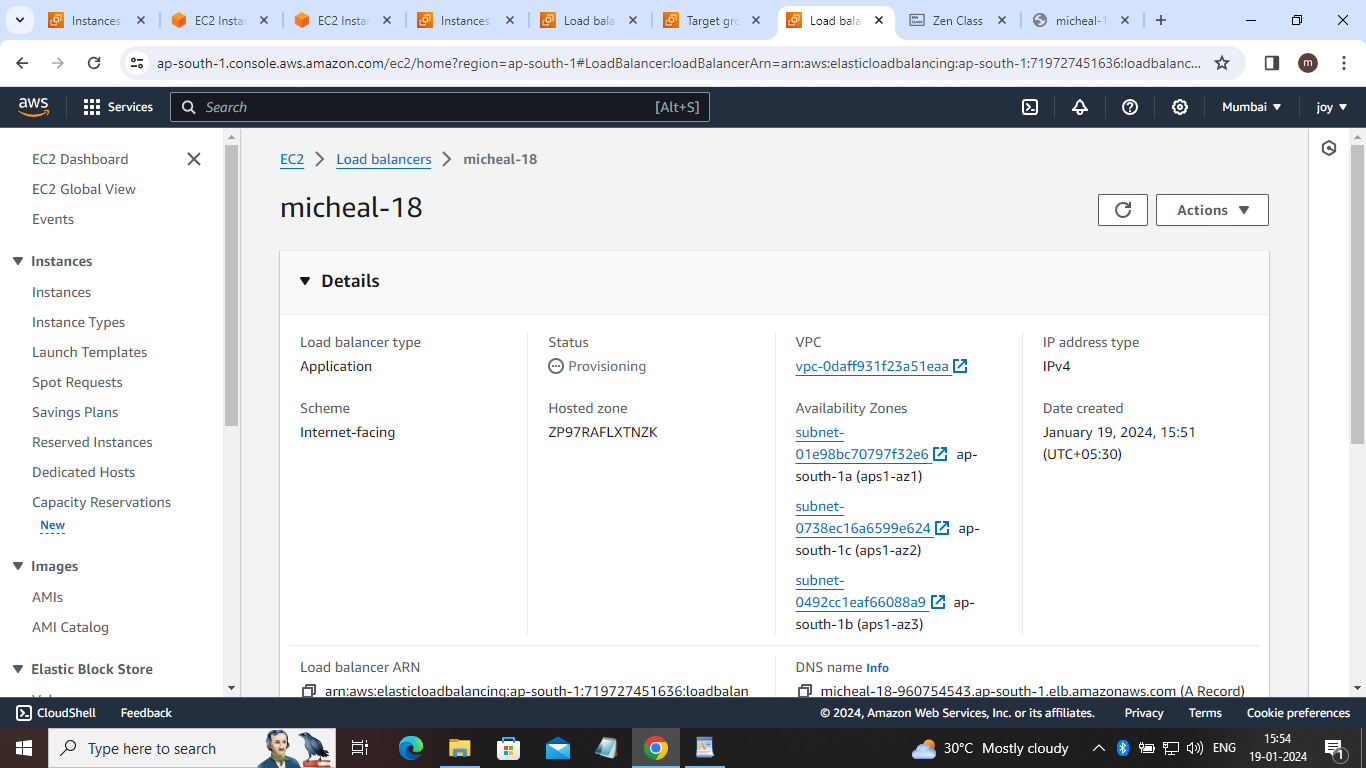 Instances
EC2 Instan
EC2 Instan
Instances
Load bala
Target gro
Load bala
Zen Class
micheal-1
ap-south-1.console.aws.amazon.com/ec2/home?region=ap-south-1#LoadBalancer:loadBalancerArn=arn:aws:elasticloadbalancing:ap-south-1:719727451636:loadbalanc...
m
aws
Services
Search
[Alt+S]
Mumbai
joy
EC2 Dashboard
EC2 Global View
Events
Instances
Instances
Instance Types
Launch Templates
Spot Requests
Savings Plans
Reserved Instances
Dedicated Hosts
Capacity Reservations
New
Images
AMIs
AMI Catalog
Elastic Block Store
EC2
Load balancers
micheal-18
micheal-18
Actions
Details
Load balancer type
Application
Status
Provisioning
VPC
vpc-0daff931f23a51eaa
IP address type
IPv4
Scheme
Internet-facing
Hosted zone
ZP97RAFLXTNZK
Availability Zones
subnet-
01e98bc70797f32e6 ap-
south-1a (aps1-az1)
subnet-
0738ec16a6599e624 ap-
south-1c (aps1-az2)
subnet-
0492cc1eaf66088a9 ap-
south-1b (aps1-az3)
Date created
January 19, 2024, 15:51
(UTC+05:30)
Load balancer ARN
arn:aws:elasticloadbalancing:ap-south-1:719727451636:loadbalan
DNS name Info
micheal-18-960754543.ap-south-1.elb.amazonaws.com (A Record)
CloudShell
Feedback
© 2024, Amazon Web Services, Inc. or its affiliates.
Privacy
Terms
Cookie preferences
Type here to search
30°C Mostly cloudy
ENG
15:54
19-01-2024
1